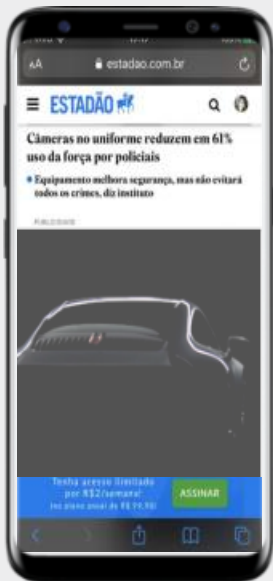 AA estadao.com.br
ESTADÃO
Câmeras no uniforme reduzem em 61%
uso da força por policiais
Equipamento melhora segurança, mas não evitará
todos os crimes, diz instituto
PUBLICIDADE
Tenha acesso ilimitado
por R$2/semana!
ASSINAR